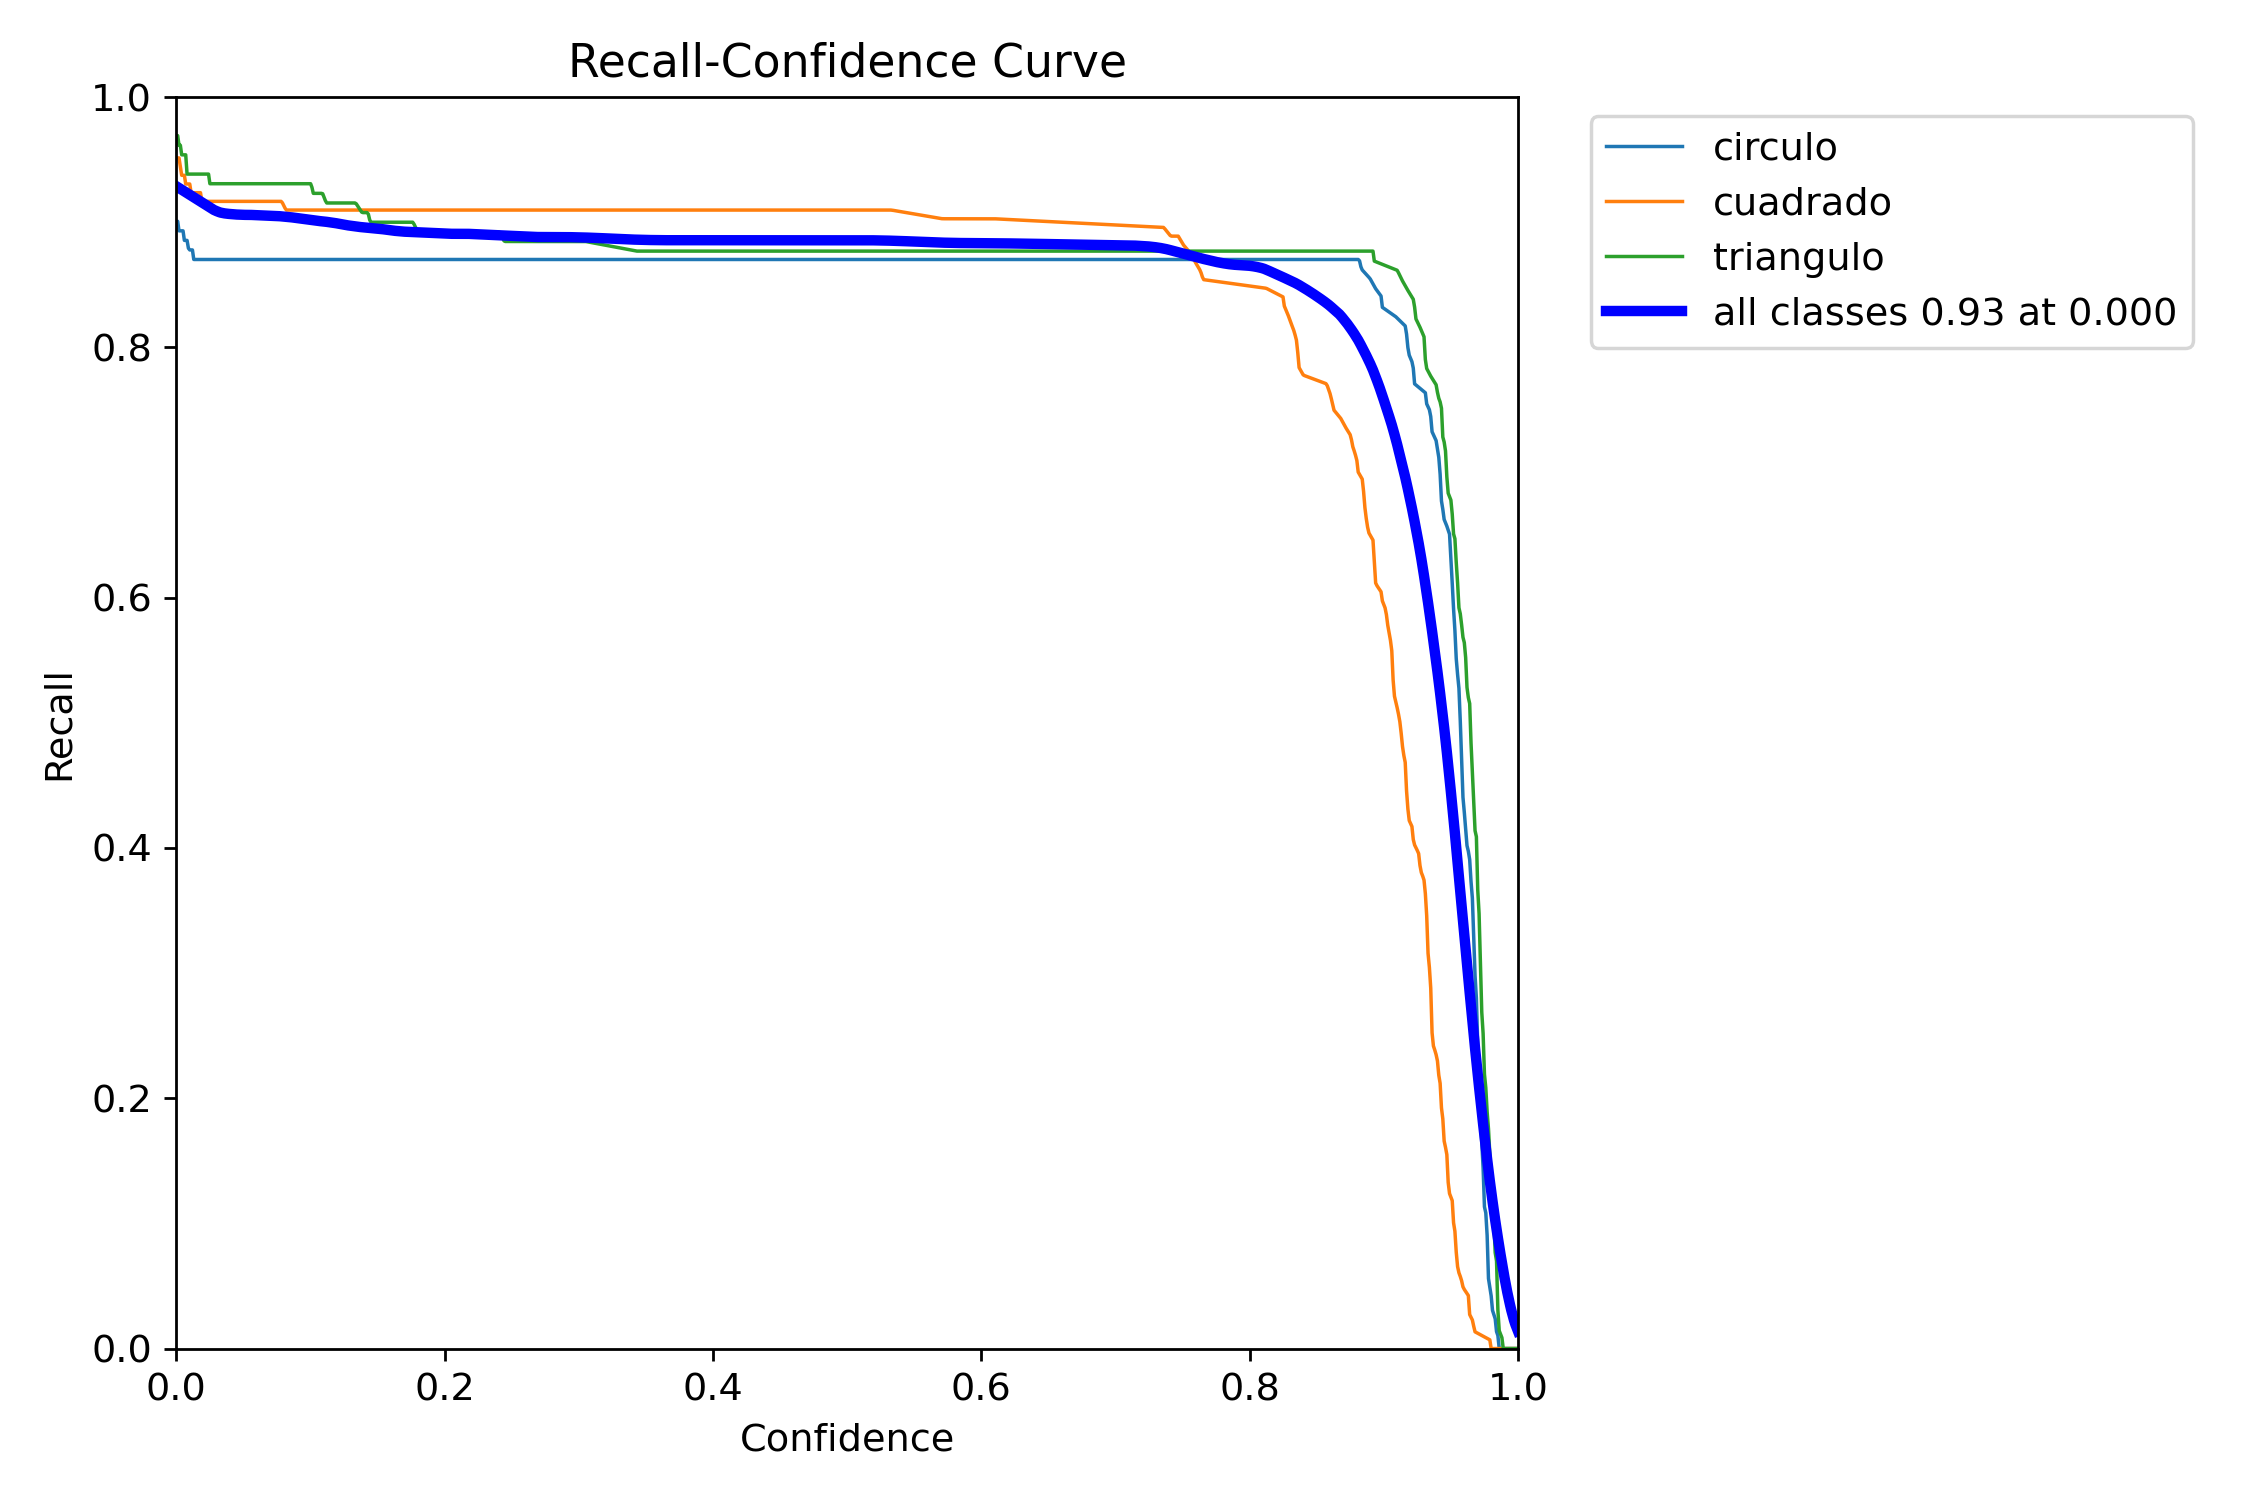 Recall-Confidence Curve
1.0
0.8
0.6
0.4
0.2
0.0
Recall
0.0 0.2 0.4 0.6 0.8 1.0
Confidence
circulo
cuadrado
triangulo
all classes 0.93 at 0.000